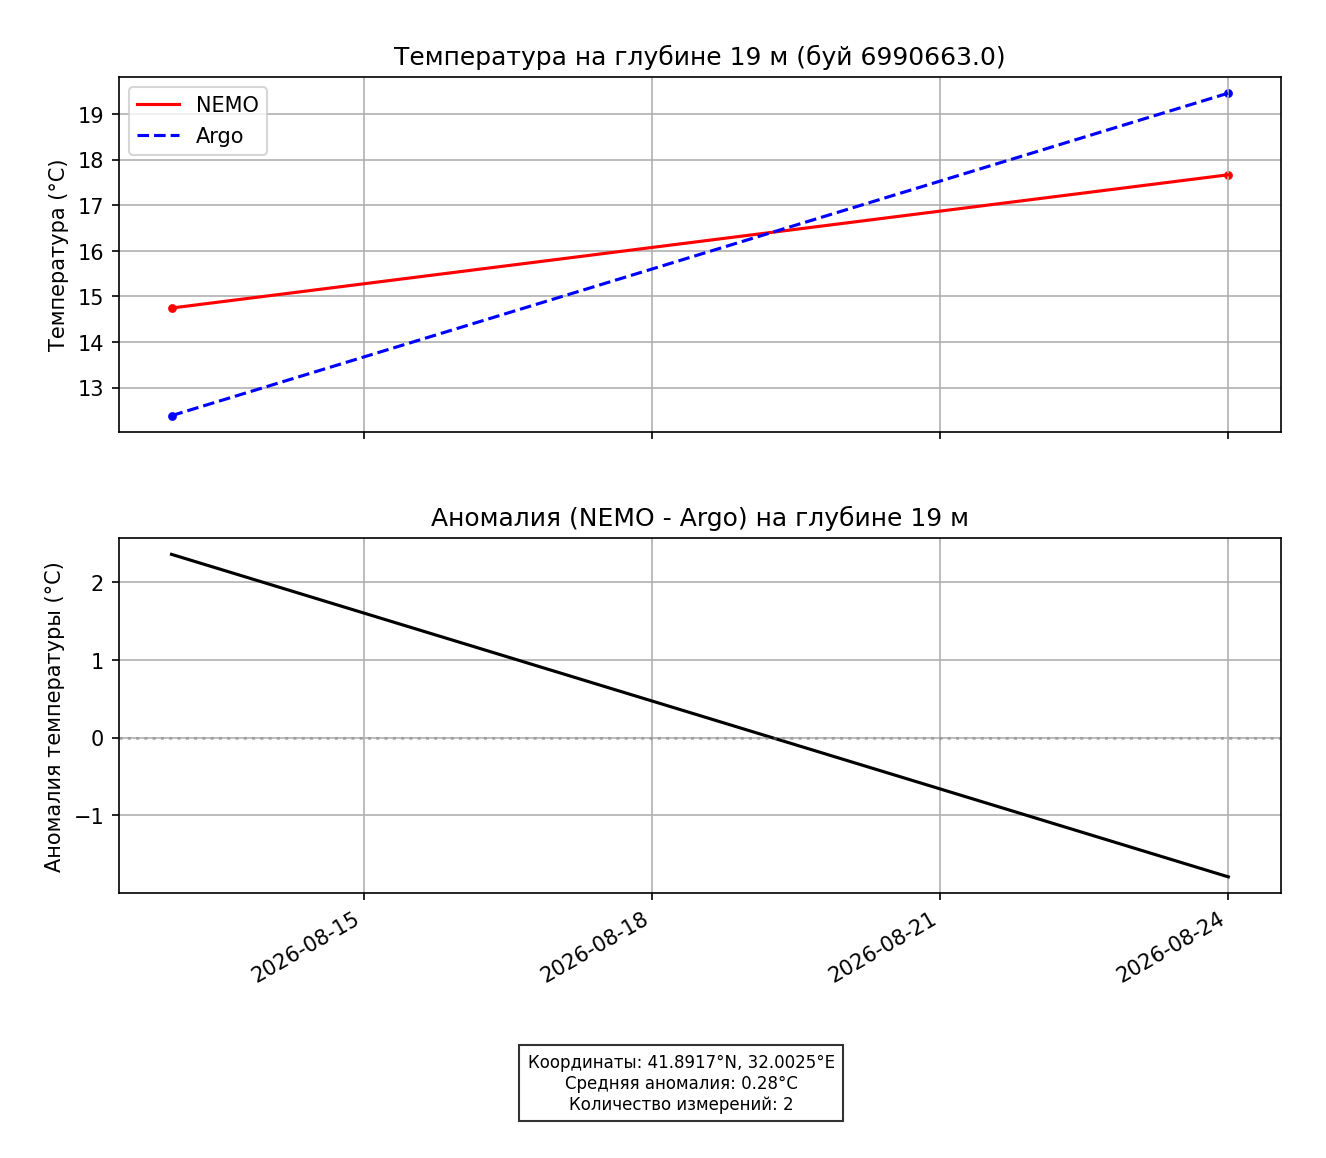 Температура на глубине 19 м (буй 6990663.0)
NEMO
Argo
Температура (°C)
19
18
17
16
15
14
13
Аномалия (NEMO - Argo) на глубине 19 м
Аномалия температуры (°C)
2
1
0
−1
2026-08-15
2026-08-18
2026-08-21
2026-08-24
Координаты: 41.8917°N, 32.0025°E
Средняя аномалия: 0.28°C
Количество измерений: 2